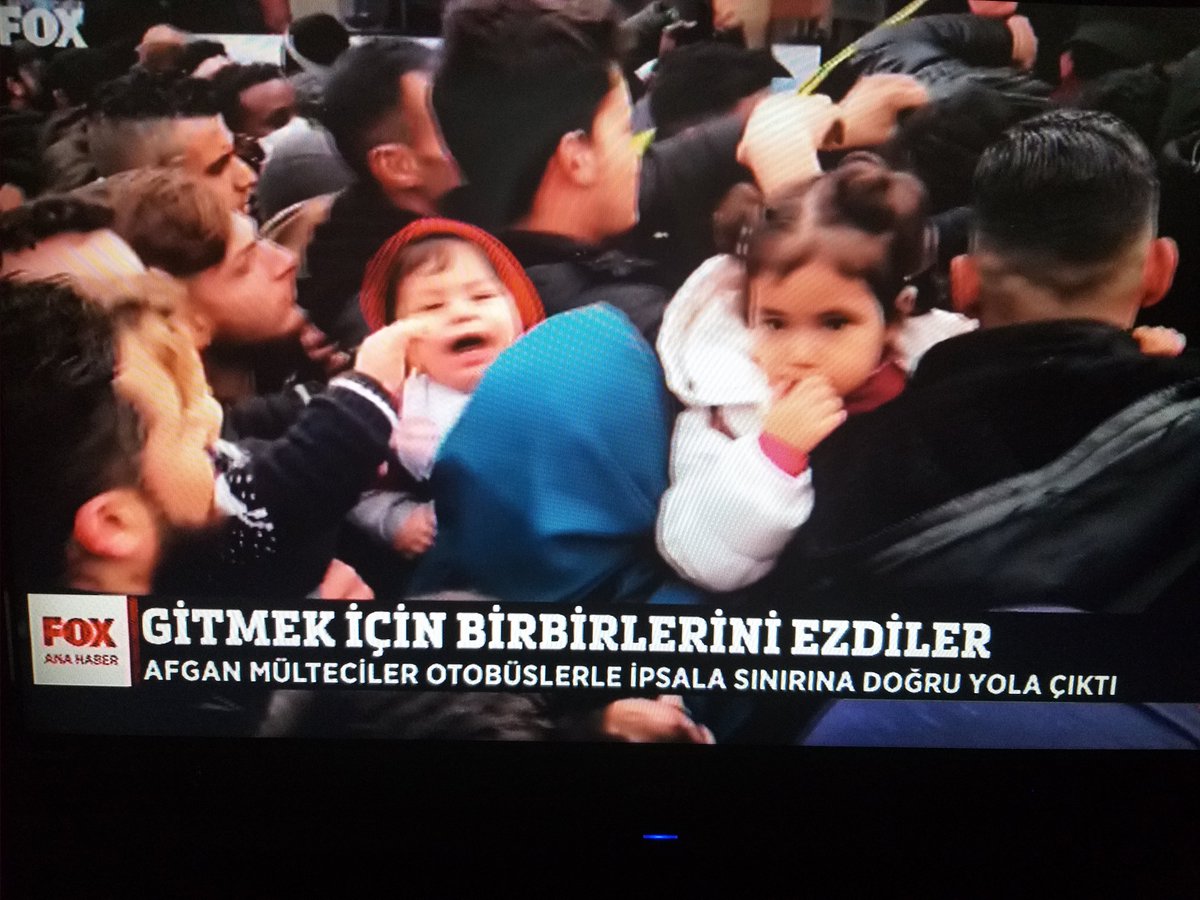 FOX
FOX
ANA HABER
GİTMEK İÇİN BİRBİRLERİNİ EZDİLER
AFGAN MÜLTECİLER OTOBÜSLERLE İPSALA SINIRINA DOĞRU YOLA ÇIKTI